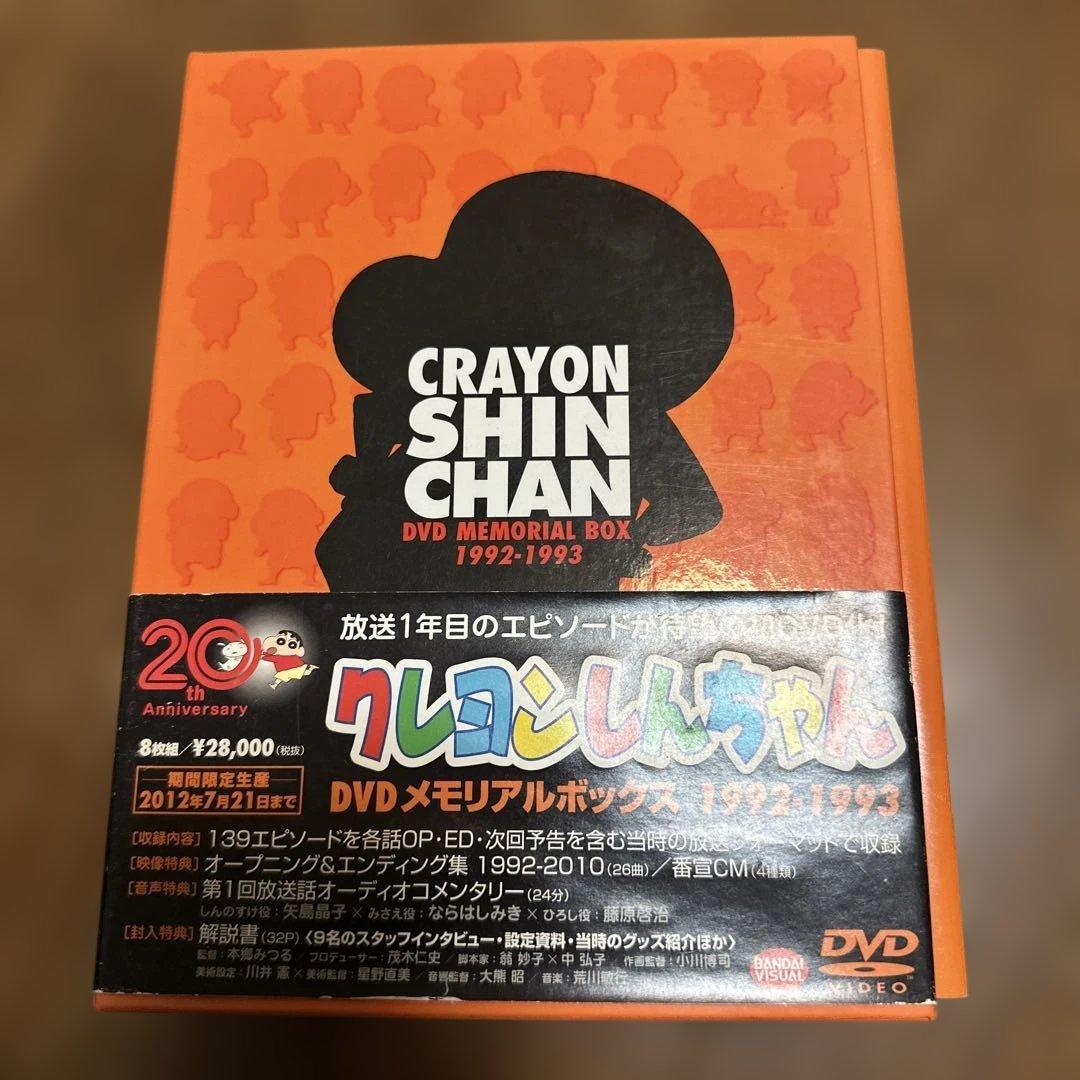 CRAYON
SHIN
CHAN
DVD MEMORIAL BOX
1992-1993
20th
Anniversary
放送1年目のエピソードが待
クレヨンしんちゃん
8枚組/¥28,000(税抜)
期間限定生産
2012年7月21日まで
DVDメモリアルボックス 1992-1993
[収録内容] 139エピソードを各話OP・ED・次回予告を含む当時の放送フォーマットで収録
[映像特典] オープニング&エンディング集 1992-2010(26曲)/番宣CM(4種類)
[音声特典] 第1回放送話オーディオコメンタリー(24分)
しんのすけ役:矢島晶子×みさえ役:ならはしみき×ひろし役:藤原啓治
[封入特典] 解説書(32P)〈9名のスタッフインタビュー・設定資料・当時のグッズ紹介ほか〉
監督:本郷みつる プロデューサー:茂木仁史/脚本家:翁 妙子×中 弘子 作画監督:小川博司
美術設定:川井 憲×美術監督:星野直美/音響監督:大熊 昭/音楽:荒川敏行
BANDAI
VISUAL
DVD
VIDEO